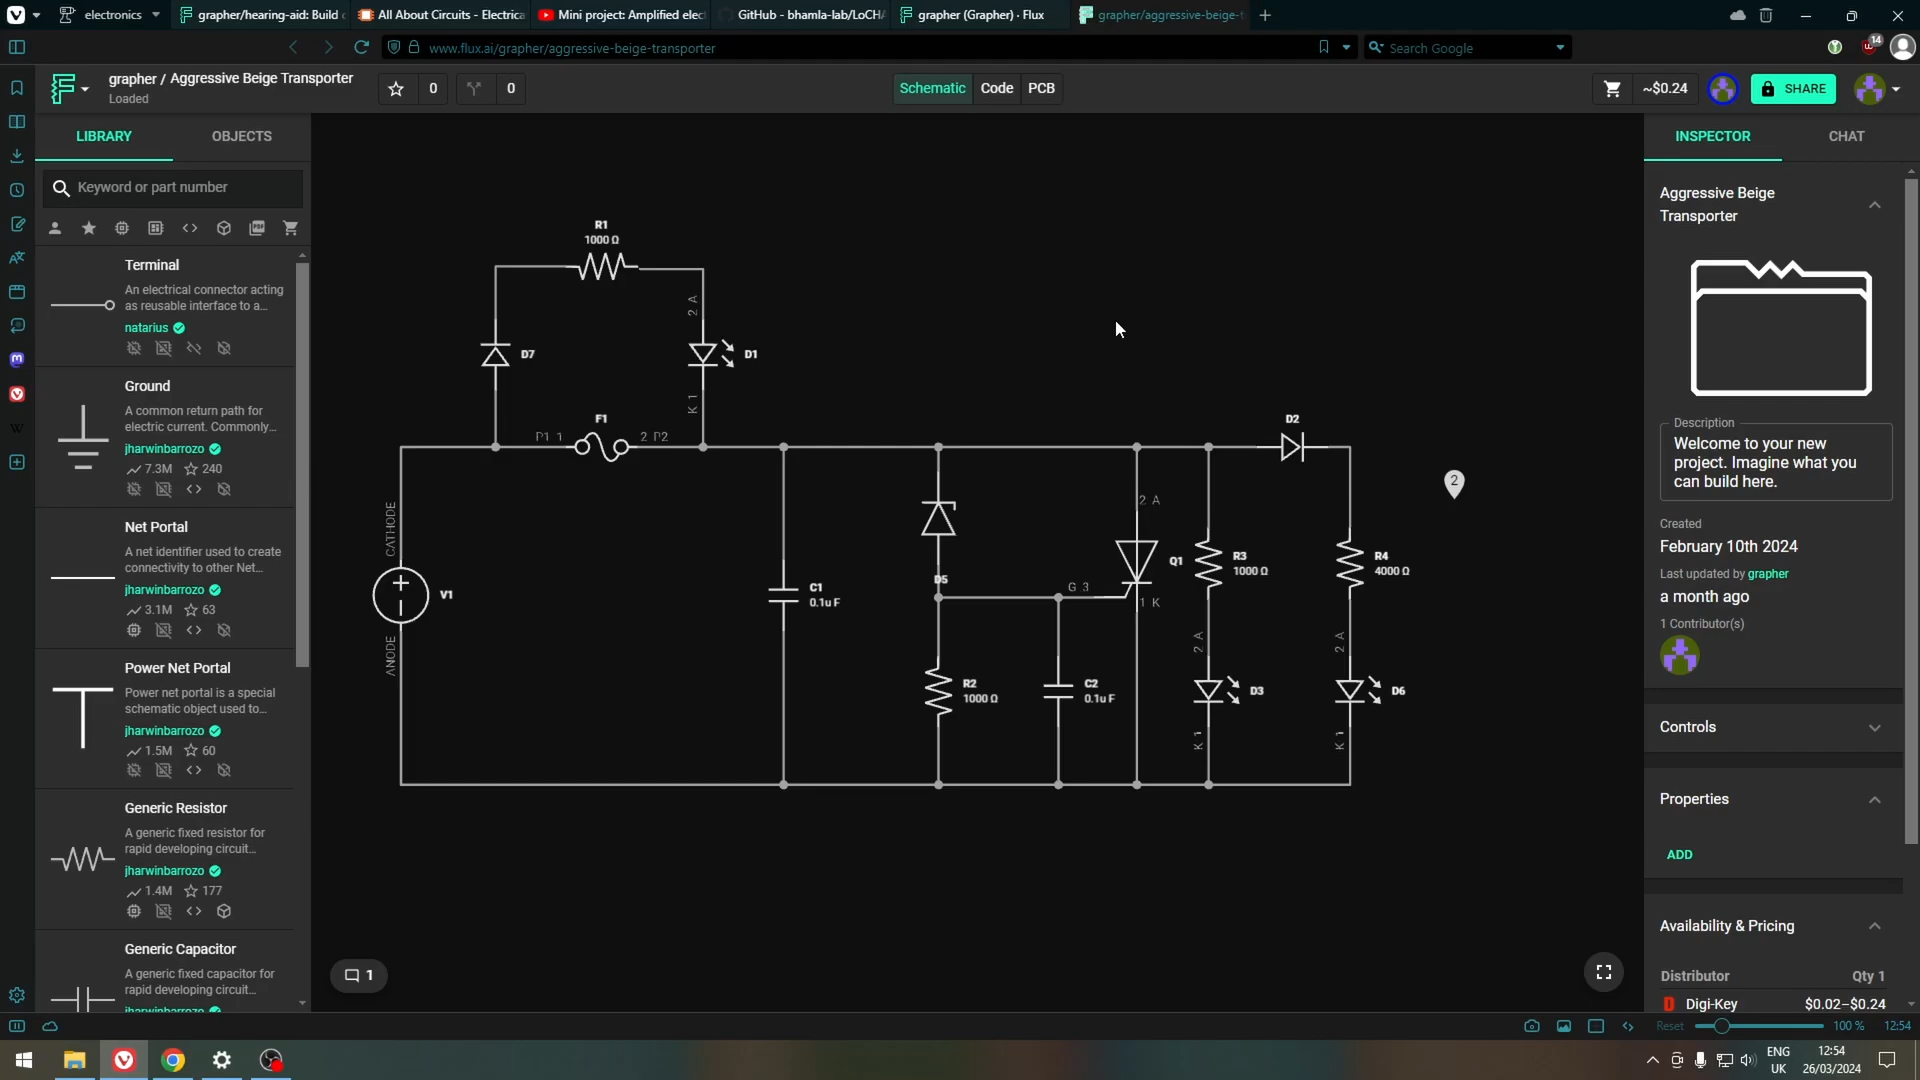 electronics
grapher/hearing-aid: Build
All About Circuits - Electrica
Mini project: Amplified elec
GitHub - bhamla-lab/LoCHA
grapher (Grapher) · Flux
grapher/aggressive-beige-t
www.flux.ai/grapher/aggressive-beige-transporter
Search Google
14
grapher / Aggressive Beige Transporter
Loaded
0
0
Schematic
Code
PCB
~$0.24
SHARE
LIBRARY
OBJECTS
Keyword or part number
Terminal
An electrical connector acting
as reusable interface to a...
natarius
Ground
A common return path for
electric current. Commonly...
jharwinbarrozo
7.3M 240
Net Portal
A net identifier used to create
connectivity to other Net...
jharwinbarrozo
3.1M 63
Power Net Portal
Power net portal is a special
schematic object used to...
jharwinbarrozo
1.5M 60
Generic Resistor
A generic fixed resistor for
rapid developing circuit...
jharwinbarrozo
1.4M 177
Generic Capacitor
A generic fixed capacitor for
rapid developing circuit...
jharwinbarrozo
R1
1000 Ω
D7
2 A
D1
K 1
F1
P1 1
2 P2
CATHODE
V1
ANODE
C1
0.1u F
D5
R2
1000 Ω
C2
0.1u F
G 3
2 A
Q1
1 K
R3
1000 Ω
2 A
D3
K 1
D2
R4
4000 Ω
2 A
D6
K 1
2
1
INSPECTOR
CHAT
Aggressive Beige
Transporter
Description
Welcome to your new
project. Imagine what you
can build here.
Created
February 10th 2024
Last updated by grapher
a month ago
1 Contributor(s)
Controls
Properties
ADD
Availability & Pricing
Distributor Qty 1
Digi-Key $0.02–$0.24
Reset
100 %
12:54
ENG
UK
12:54
26/03/2024